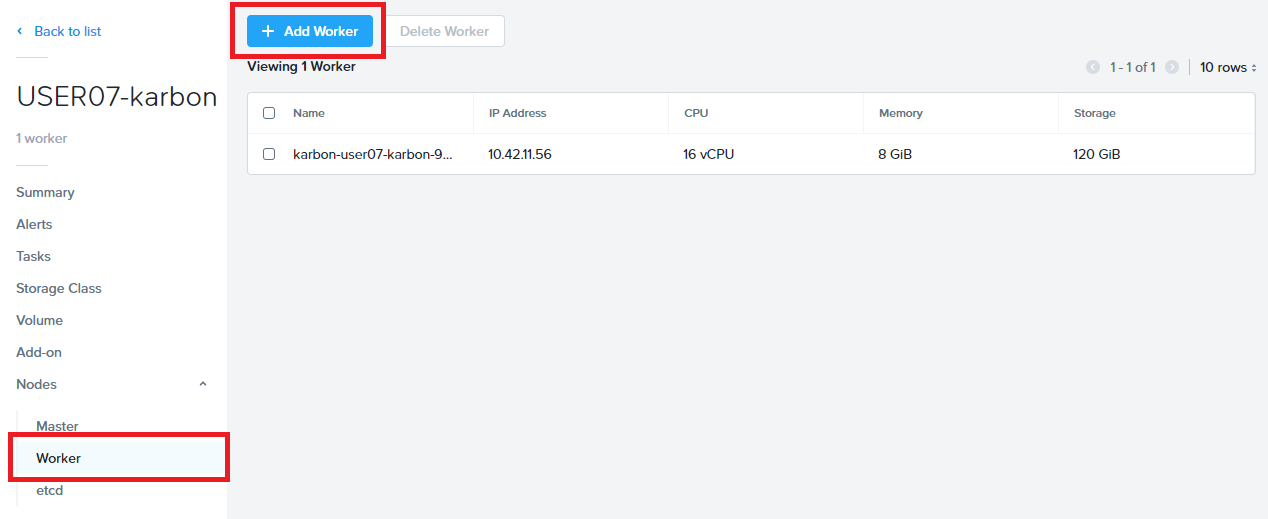 Back to list
USER07-karbon
1 worker
Summary
Alerts
Tasks
Storage Class
Volume
Add-on
Nodes
Master
Worker
etcd
+ Add Worker Delete Worker
Viewing 1 Worker 1 - 1 of 1 10 rows
Name IP Address CPU Memory Storage
karbon-user07-karbon-9... 10.42.11.56 16 vCPU 8 GiB 120 GiB